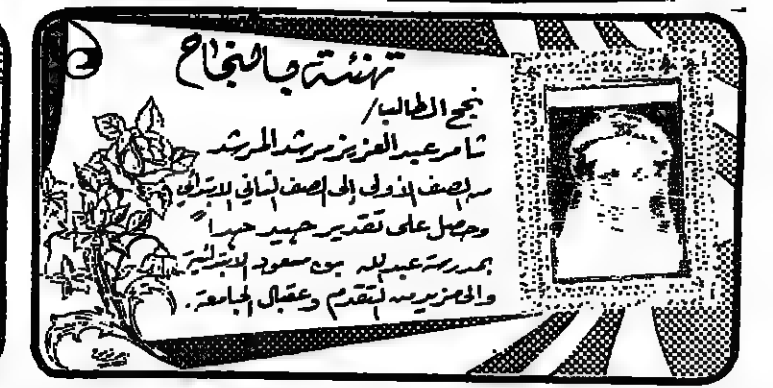 تهنئة بالنجاح
نجح الطالب /
ثامر عبدالعزيز مرشد المرشد
من الصف الأولى إلى الصف الثاني الابتدائي
وحصل على تقدير جيد جداً
بمدرسة عبدالله بن مسعود الابتدائية
وإلى مزيد من التقدم وعقبال الجامعة .